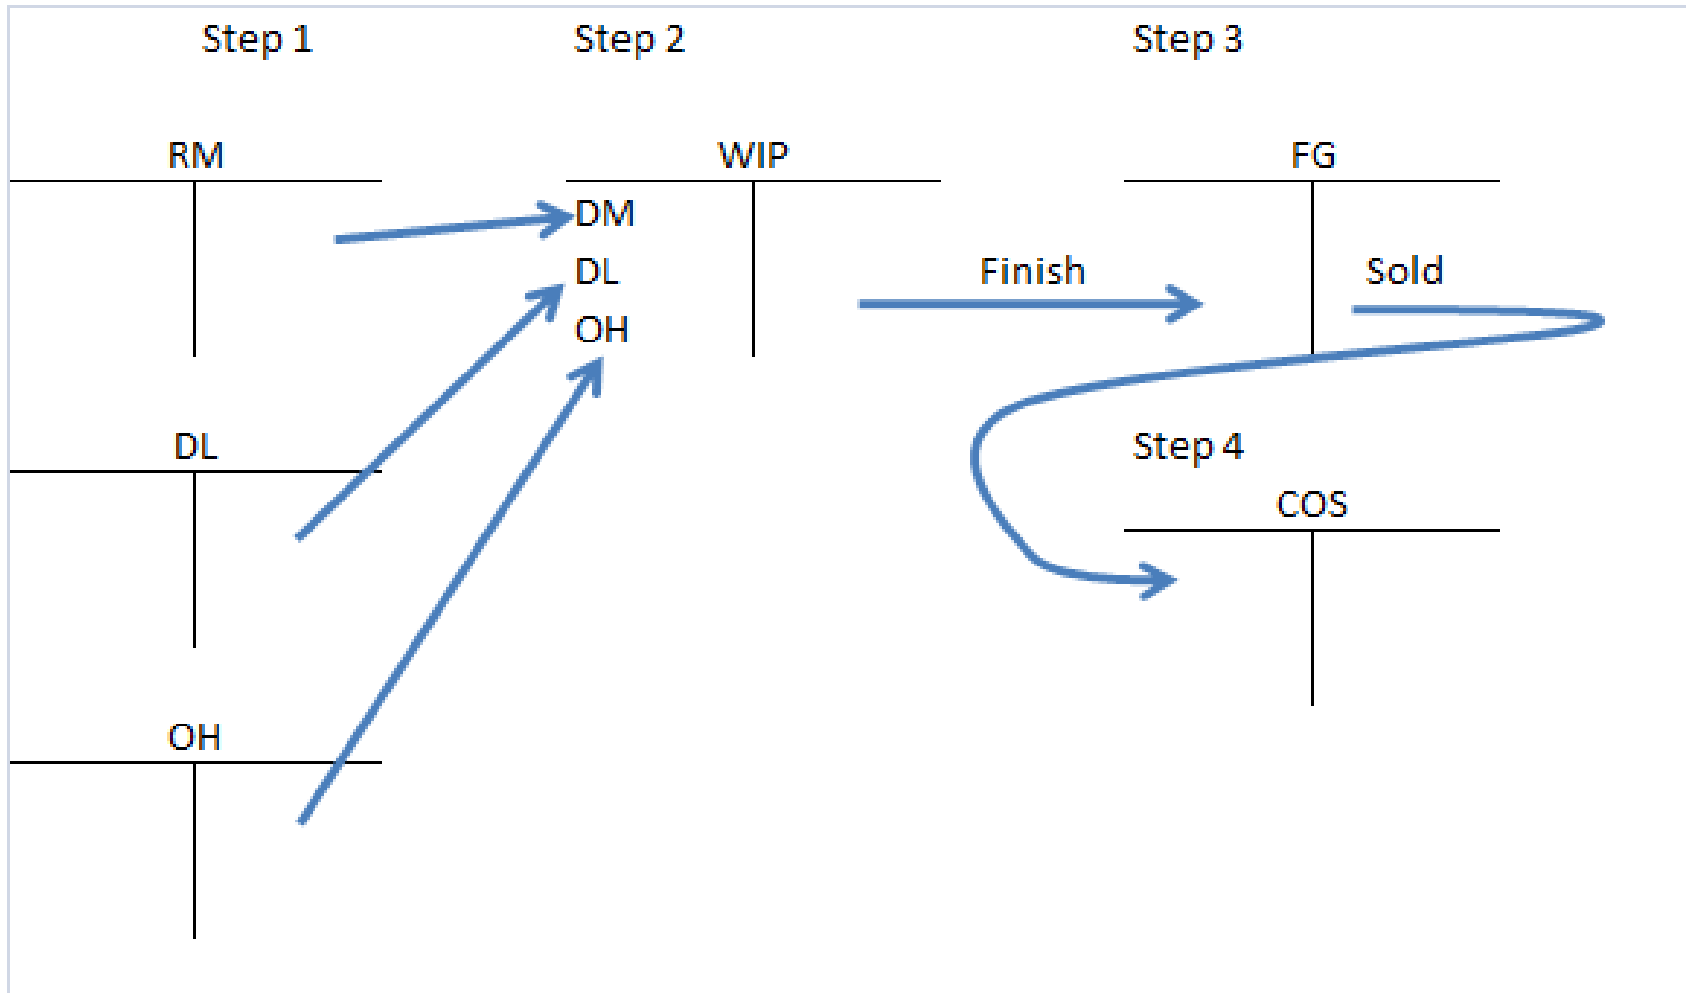 Step 1
Step 2
Step 3
RM
WIP
FG
DM
DL
Finish
Sold
OH
DL
Step 4
COS
OH